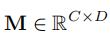 𝐌 ∈ ℝ^{C×D}